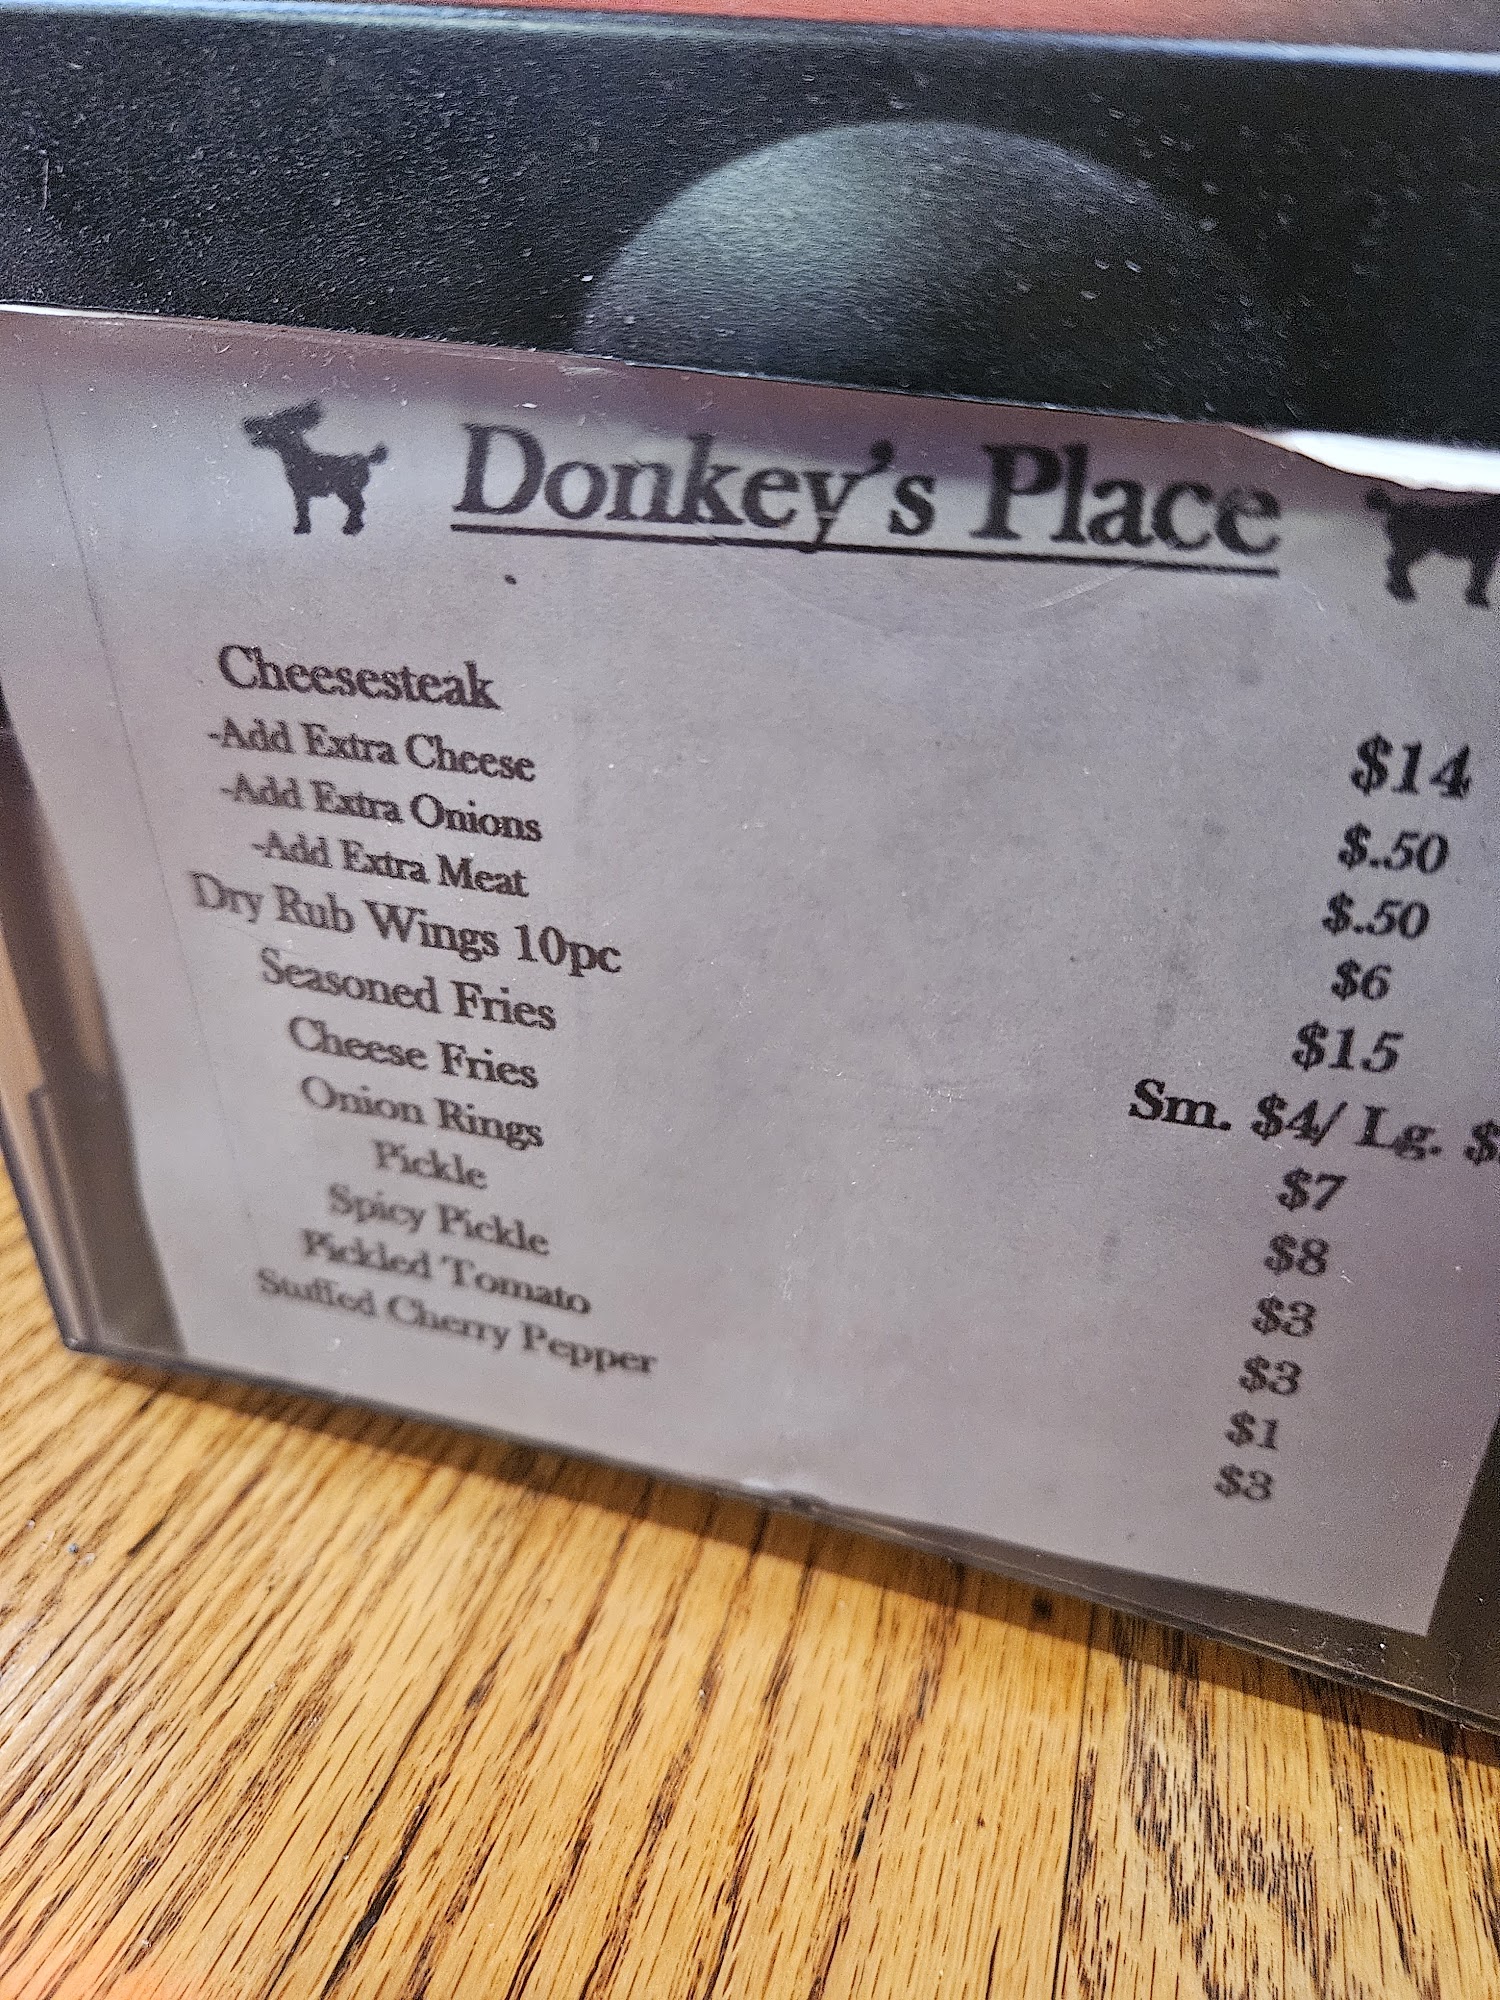 Donkey's Place
Cheesesteak $14
-Add Extra Cheese $.50
-Add Extra Onions $.50
-Add Extra Meat $6
Dry Rub Wings 10pc $15
Seasoned Fries Sm. $4/ Lg. $
Cheese Fries $7
Onion Rings $8
Pickle $3
Spicy Pickle $3
Pickled Tomato $1
Stuffed Cherry Pepper $3